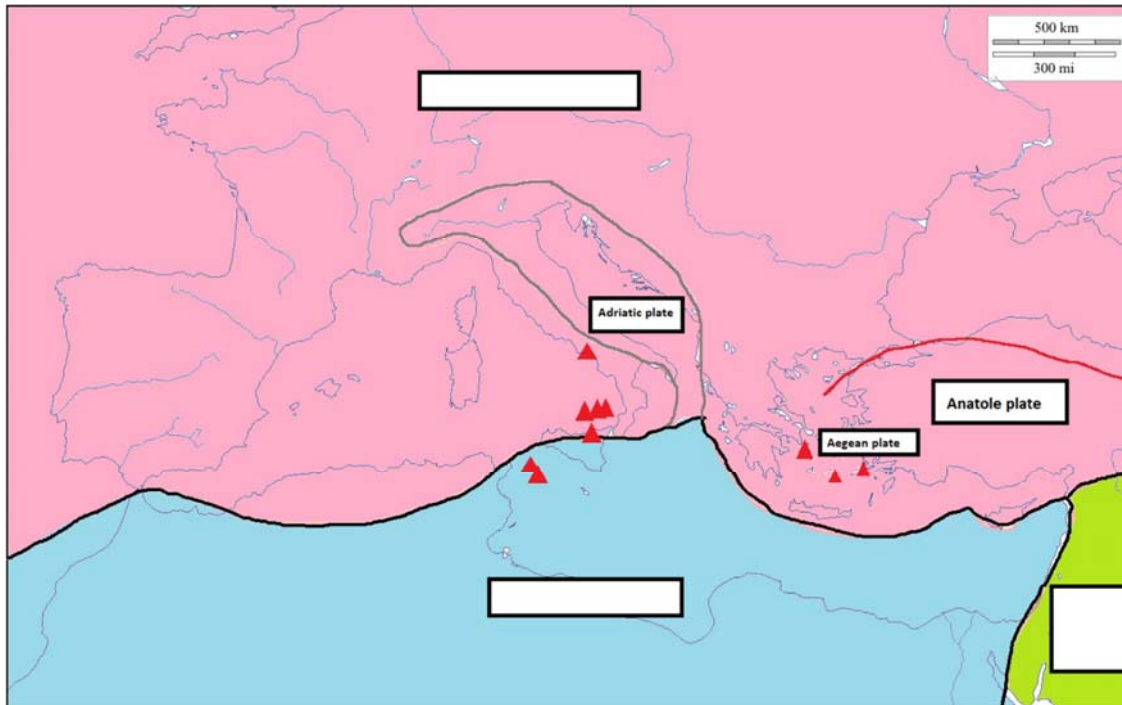 500 km
300 mi
Adriatic plate
Anatole plate
Aegean plate